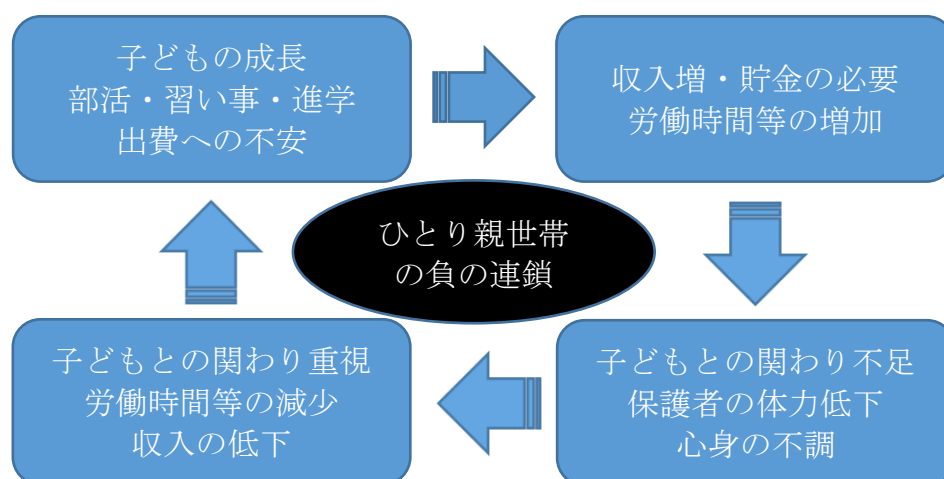 子どもの成長
部活・習い事・進学
出費への不安
収入増・貯金の必要
労働時間等の増加
ひとり親世帯
の負の連鎖
子どもとの関わり重視
労働時間等の減少
収入の低下
子どもとの関わり不足
保護者の体力低下
心身の不調